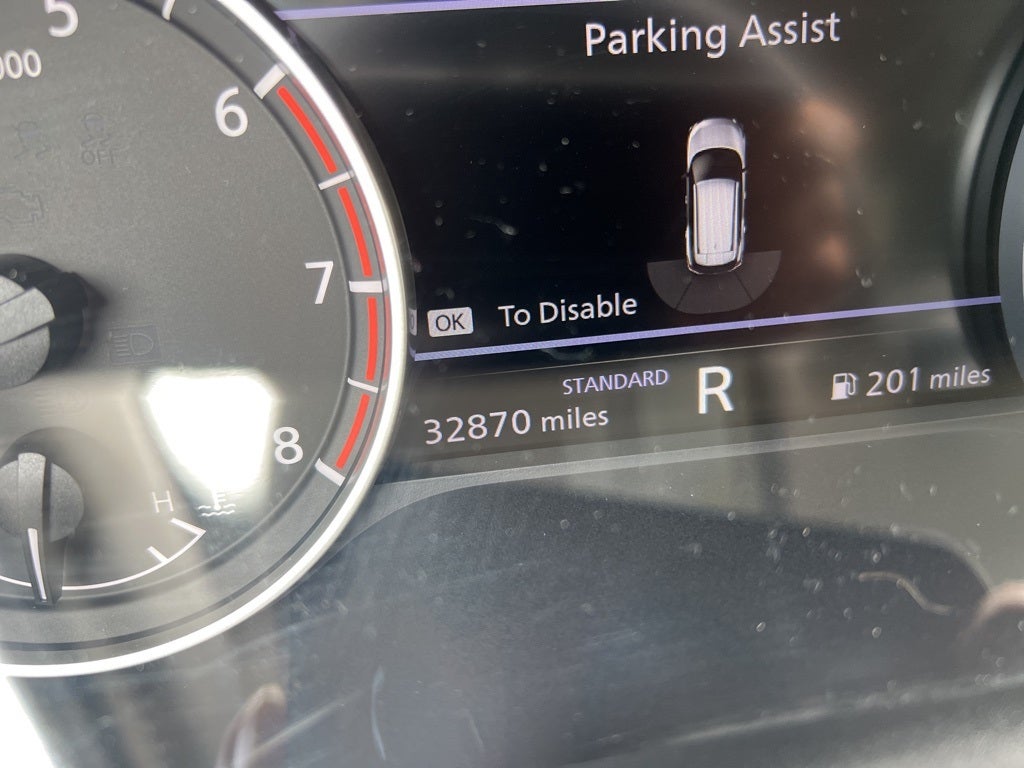 5
000
6
OFF
7
8
H
Parking Assist
OK To Disable
STANDARD
R
201 miles
32870 miles